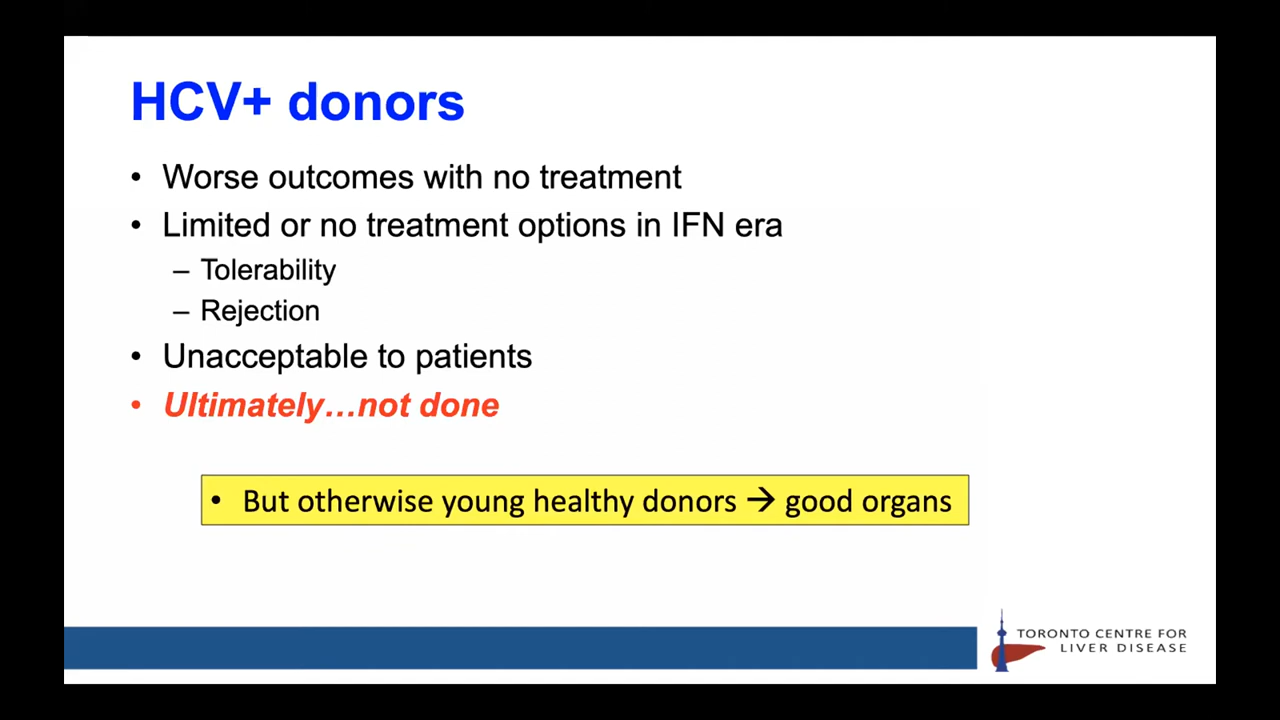 HCV+ donors
• Worse outcomes with no treatment
• Limited or no treatment options in IFN era
– Tolerability
– Rejection
• Unacceptable to patients
• Ultimately…not done
• But otherwise young healthy donors → good organs
TORONTO CENTRE FOR
LIVER DISEASE